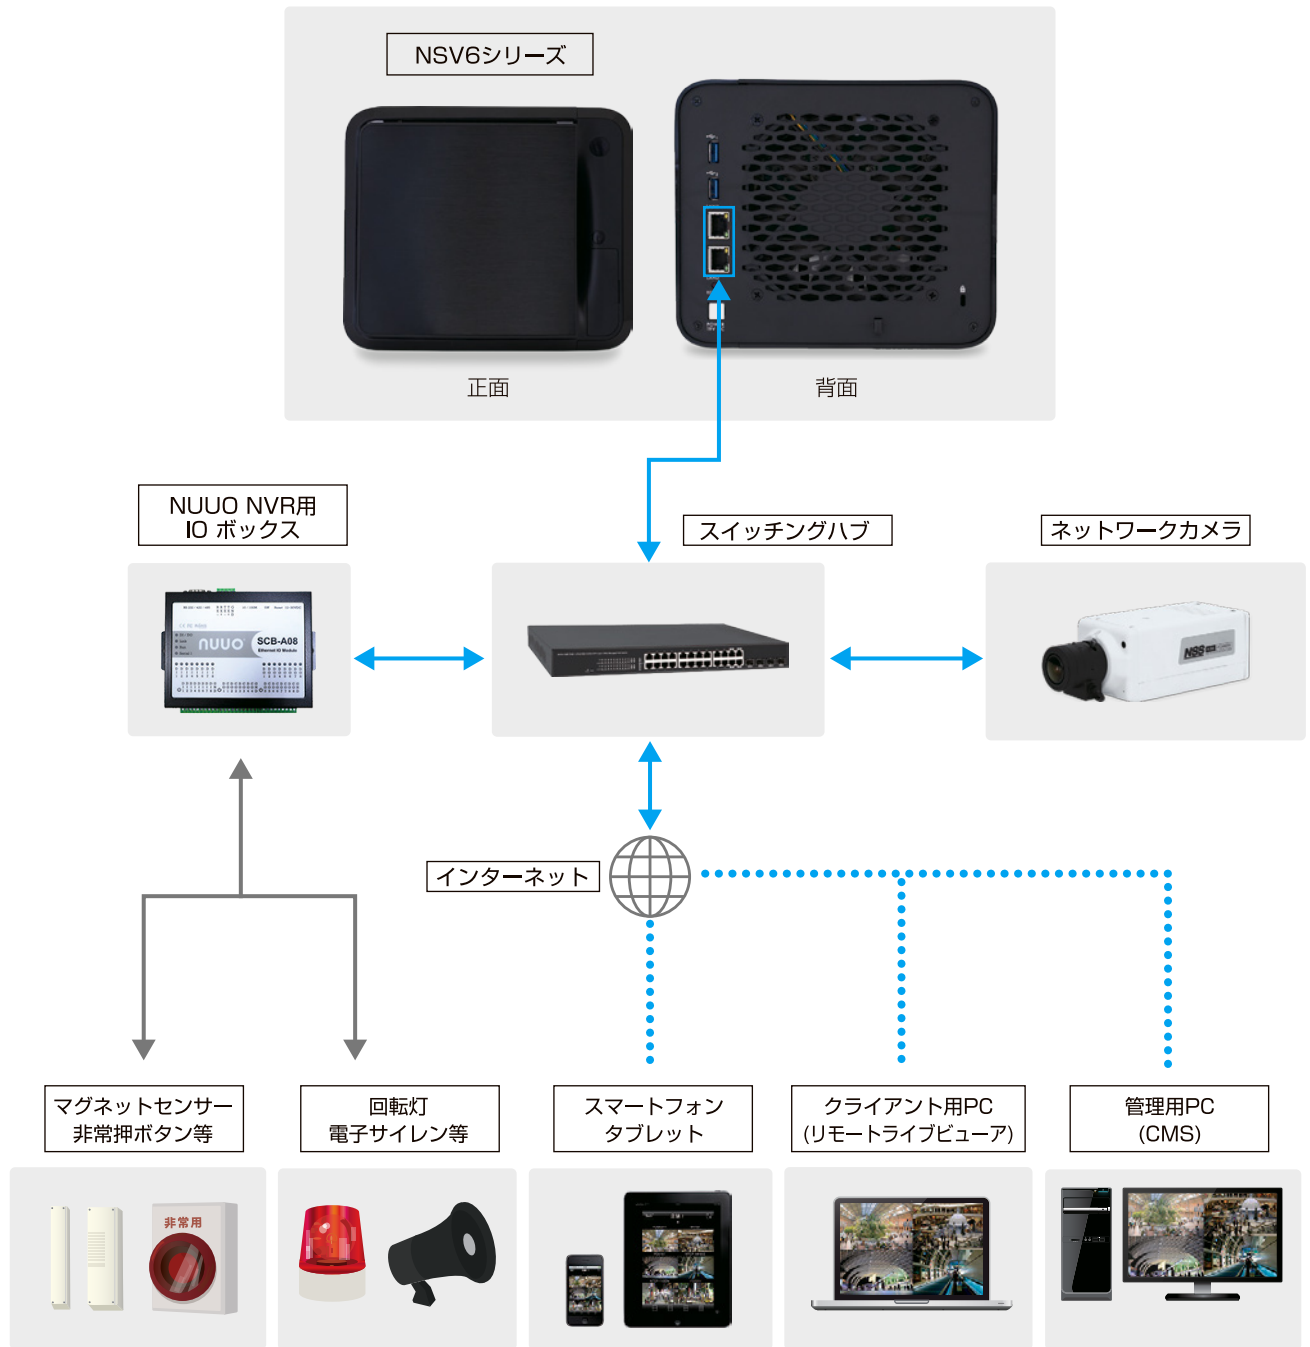 NSV6シリーズ
正面
背面
NUUO NVR用
IO ボックス
スイッチングハブ
ネットワークカメラ
nuuo
SCB-A08
Ethernet IO Module
NSS
インターネット
マグネットセンサー
非常押ボタン等
回転灯
電子サイレン等
スマートフォン
タブレット
クライアント用PC
(リモートライブビューア)
管理用PC
(CMS)
非常用